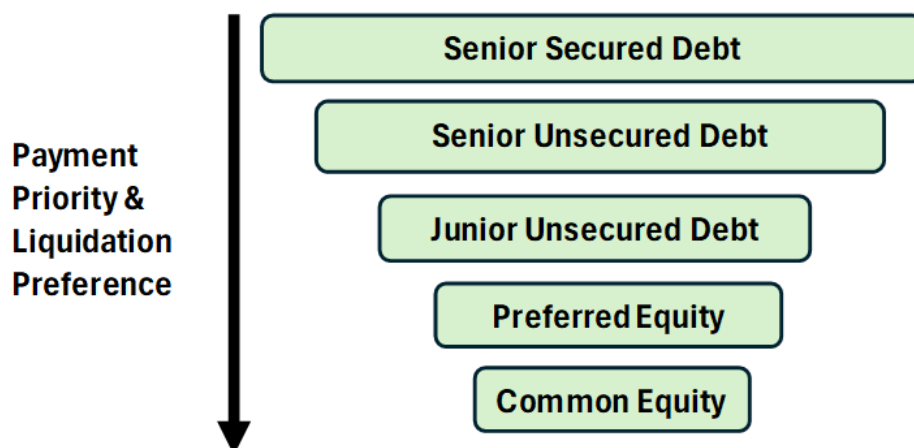 Senior Secured Debt
Senior Unsecured Debt
Payment
Priority &
Liquidation
Preference
Junior Unsecured Debt
Preferred Equity
Common Equity